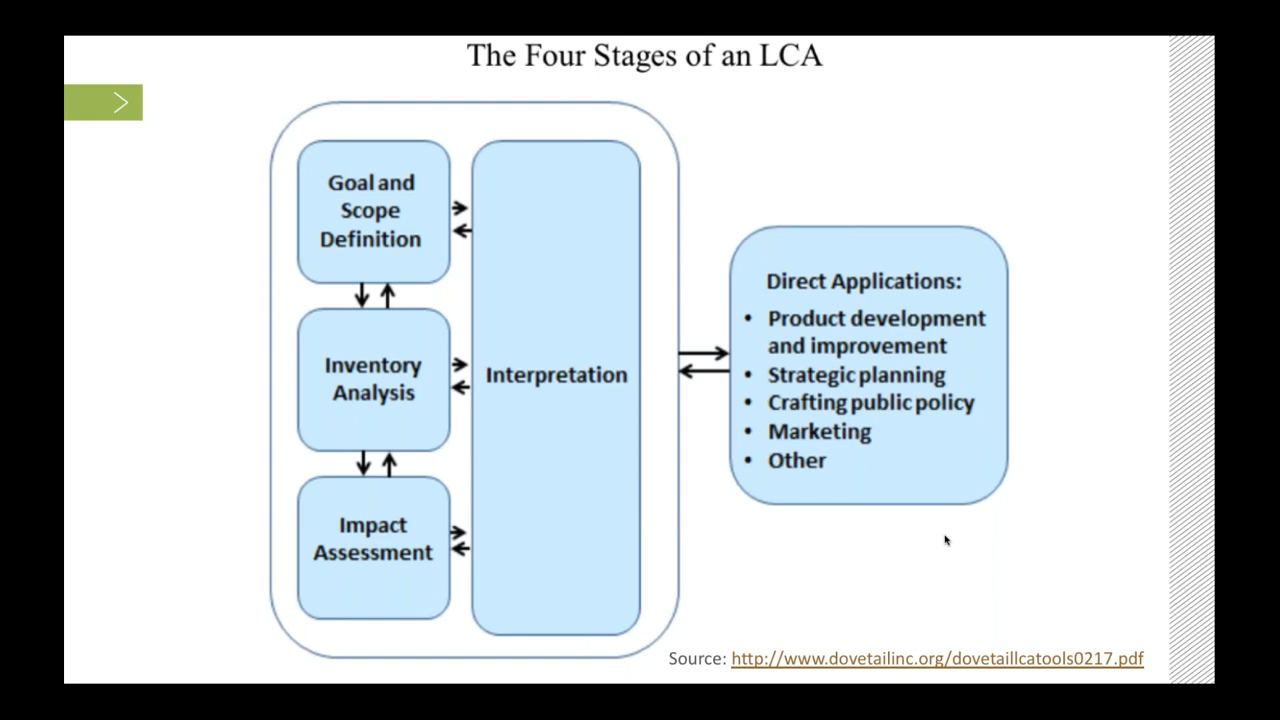 The Four Stages of an LCA
Goal and
Scope
Definition
Inventory
Analysis
Impact
Assessment
Interpretation
Direct Applications:
• Product development
and improvement
• Strategic planning
• Crafting public policy
• Marketing
• Other
Source: http://www.dovetailinc.org/dovetaillcatools0217.pdf